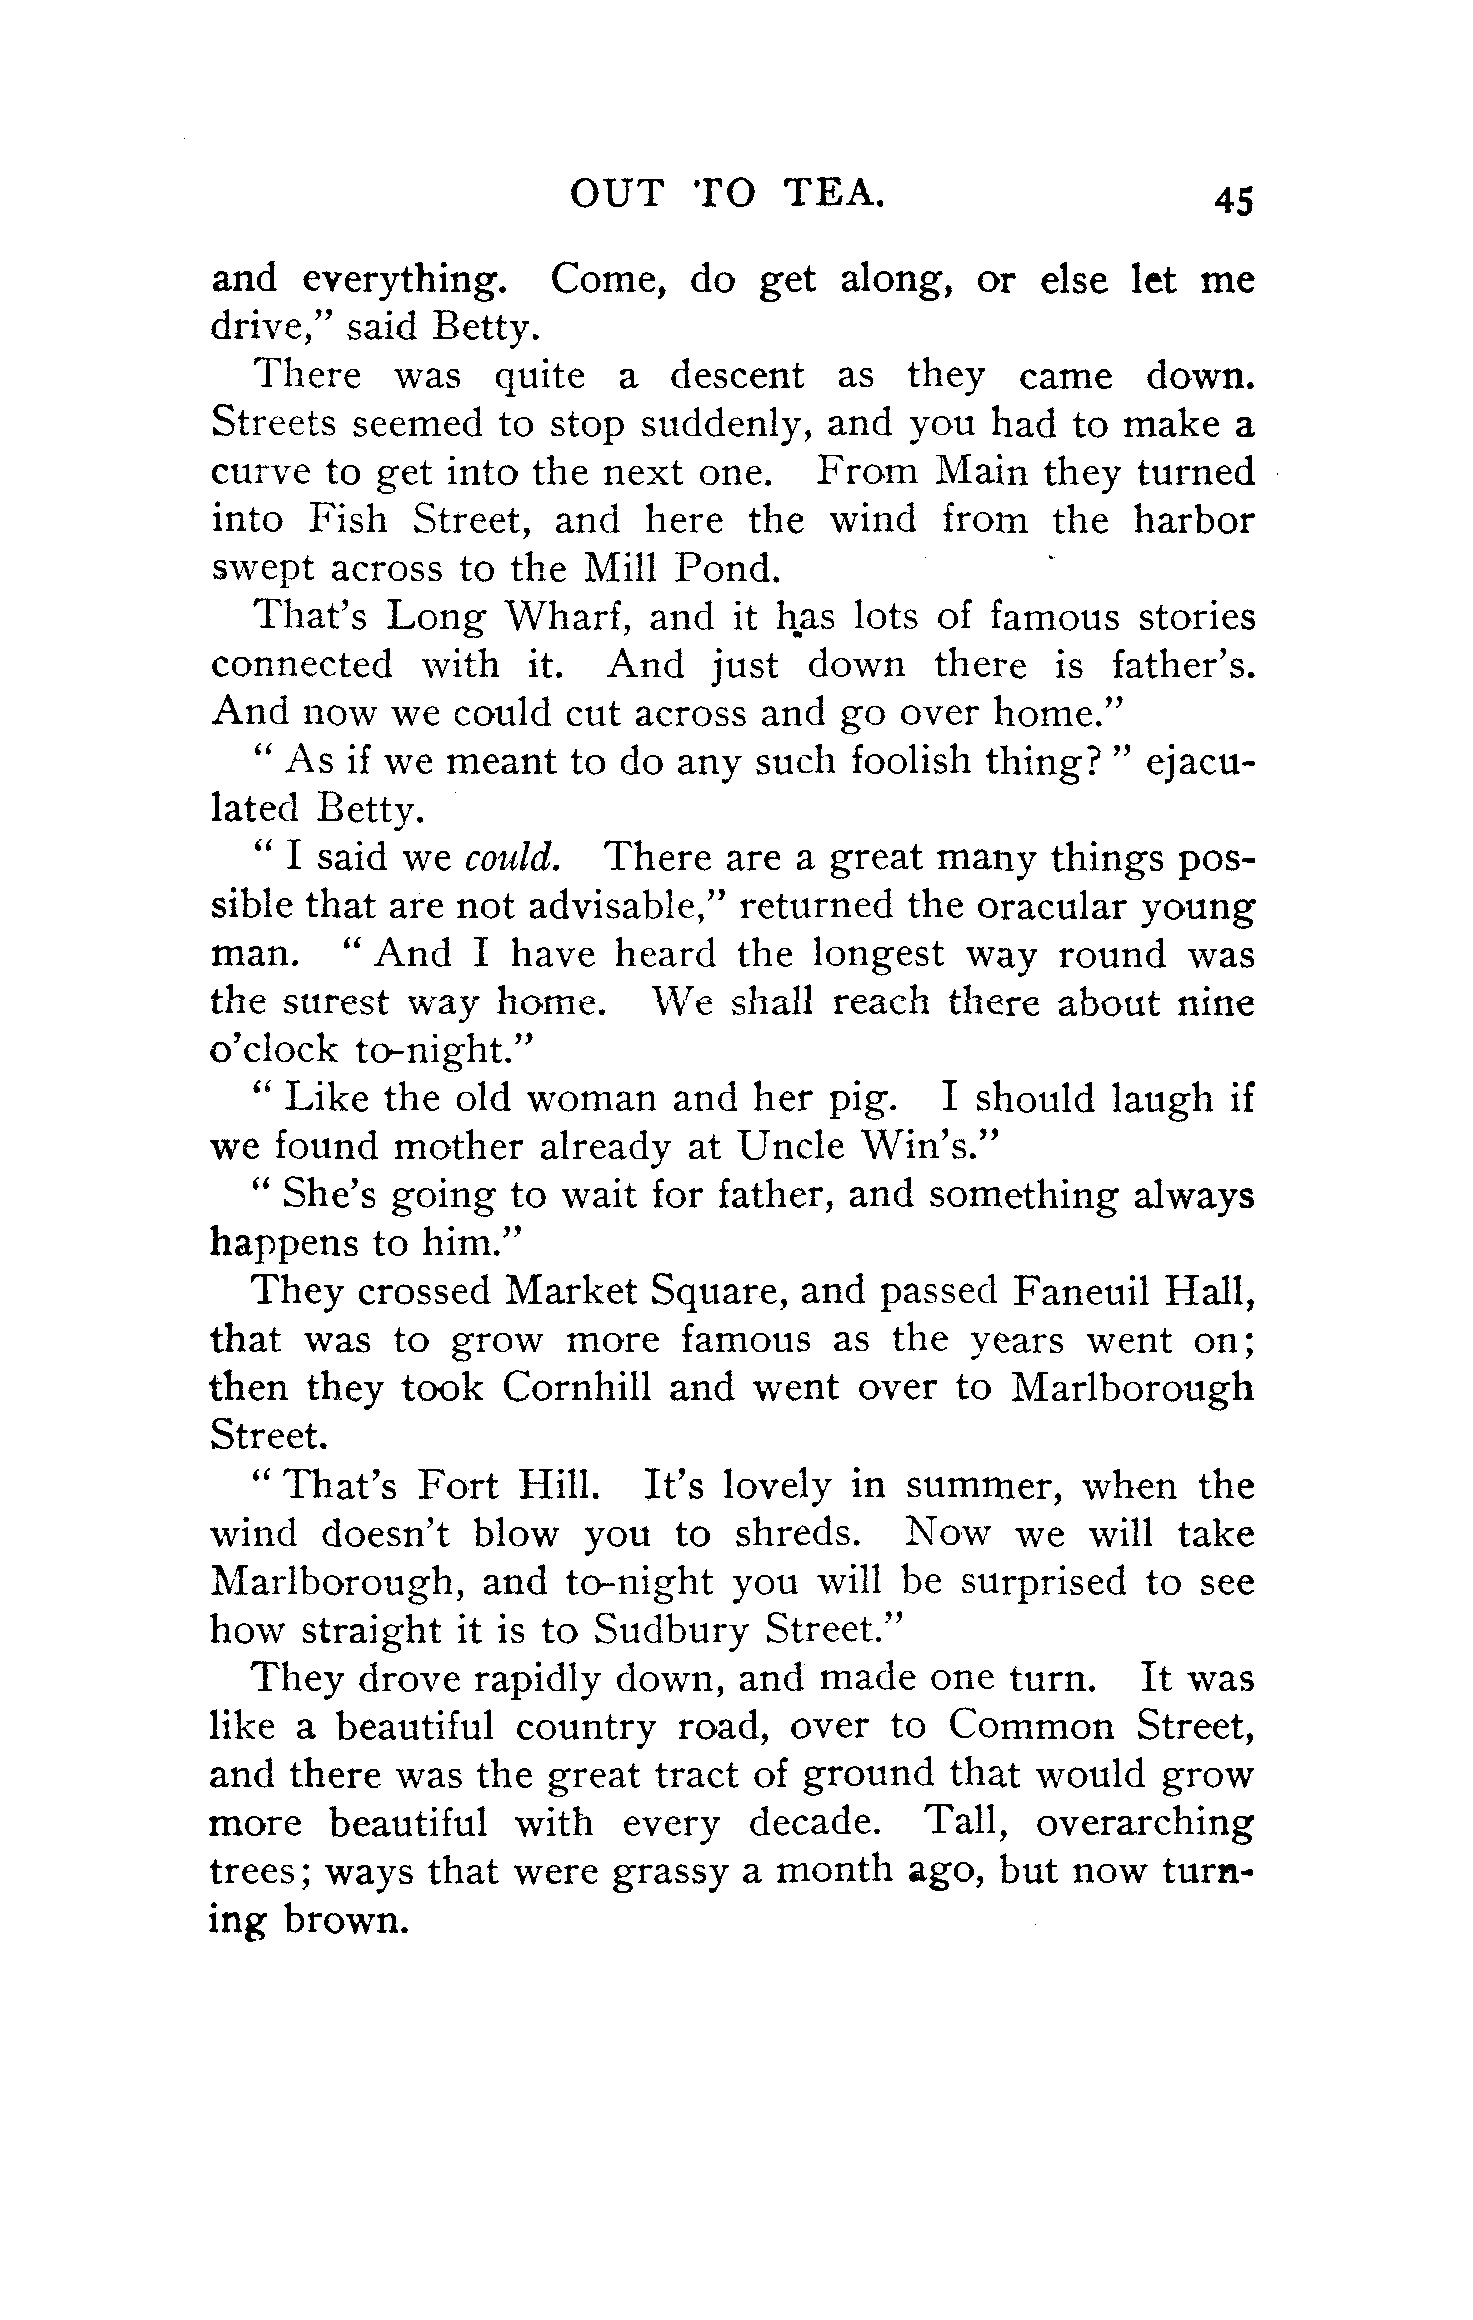 OUT TO TEA. 45
and everything. Come, do get along, or else let me
drive,” said Betty.
There was quite a descent as they came down.
Streets seemed to stop suddenly, and you had to make a
curve to get into the next one. From Main they turned
into Fish Street, and here the wind from the harbor
swept across to the Mill Pond.
That’s Long Wharf, and it has lots of famous stories
connected with it. And just down there is father’s.
And now we could cut across and go over home.”
“ As if we meant to do any such foolish thing? ” ejacu-
lated Betty.
“ I said we could. There are a great many things pos-
sible that are not advisable,” returned the oracular young
man. “ And I have heard the longest way round was
the surest way home. We shall reach there about nine
o’clock to-night.”
“ Like the old woman and her pig. I should laugh if
we found mother already at Uncle Win’s.”
“ She’s going to wait for father, and something always
happens to him.”
They crossed Market Square, and passed Faneuil Hall,
that was to grow more famous as the years went on;
then they took Cornhill and went over to Marlborough
Street.
“ That’s Fort Hill. It’s lovely in summer, when the
wind doesn’t blow you to shreds. Now we will take
Marlborough, and to-night you will be surprised to see
how straight it is to Sudbury Street.”
They drove rapidly down, and made one turn. It was
like a beautiful country road, over to Common Street,
and there was the great tract of ground that would grow
more beautiful with every decade. Tall, overarching
trees; ways that were grassy a month ago, but now turn-
ing brown.